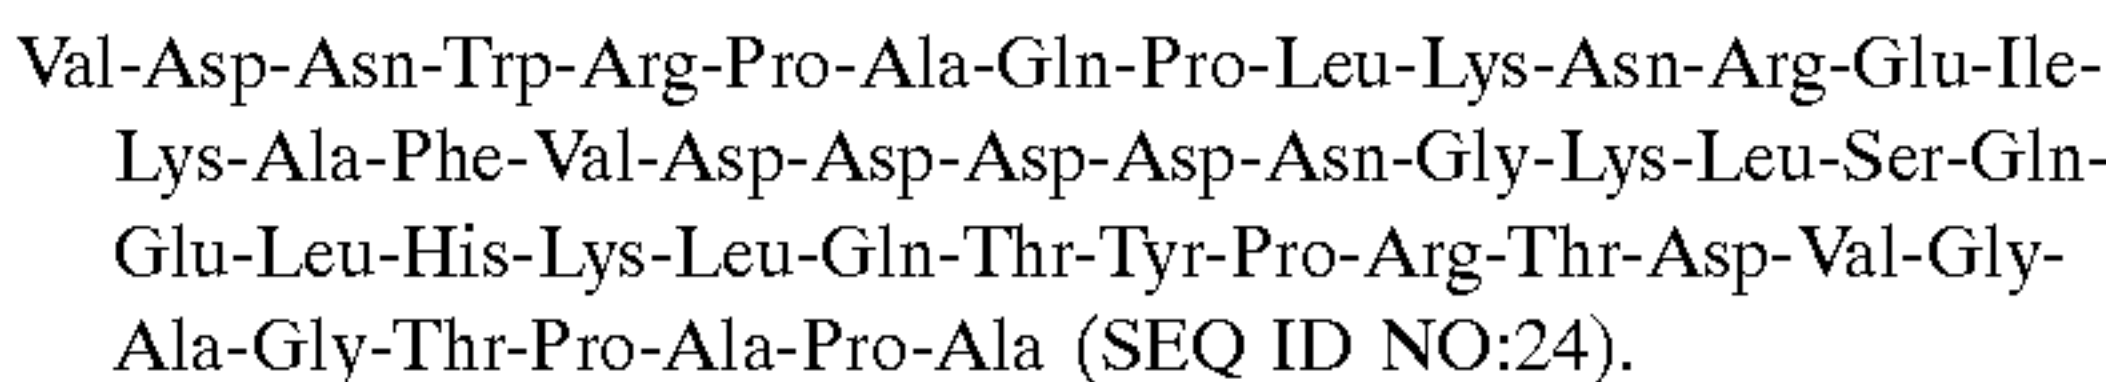 Val-Asp-Asn-Trp-Arg-Pro-Ala-Gln-Pro-Leu-Lys-Asn-Arg-Glu-Ile-
Lys-Ala-Phe-Val-Asp-Asp-Asp-Asp-Asn-Gly-Lys-Leu-Ser-Gln-
Glu-Leu-His-Lys-Leu-Gln-Thr-Tyr-Pro-Arg-Thr-Asp-Val-Gly-
Ala-Gly-Thr-Pro-Ala-Pro-Ala (SEQ ID NO:24).